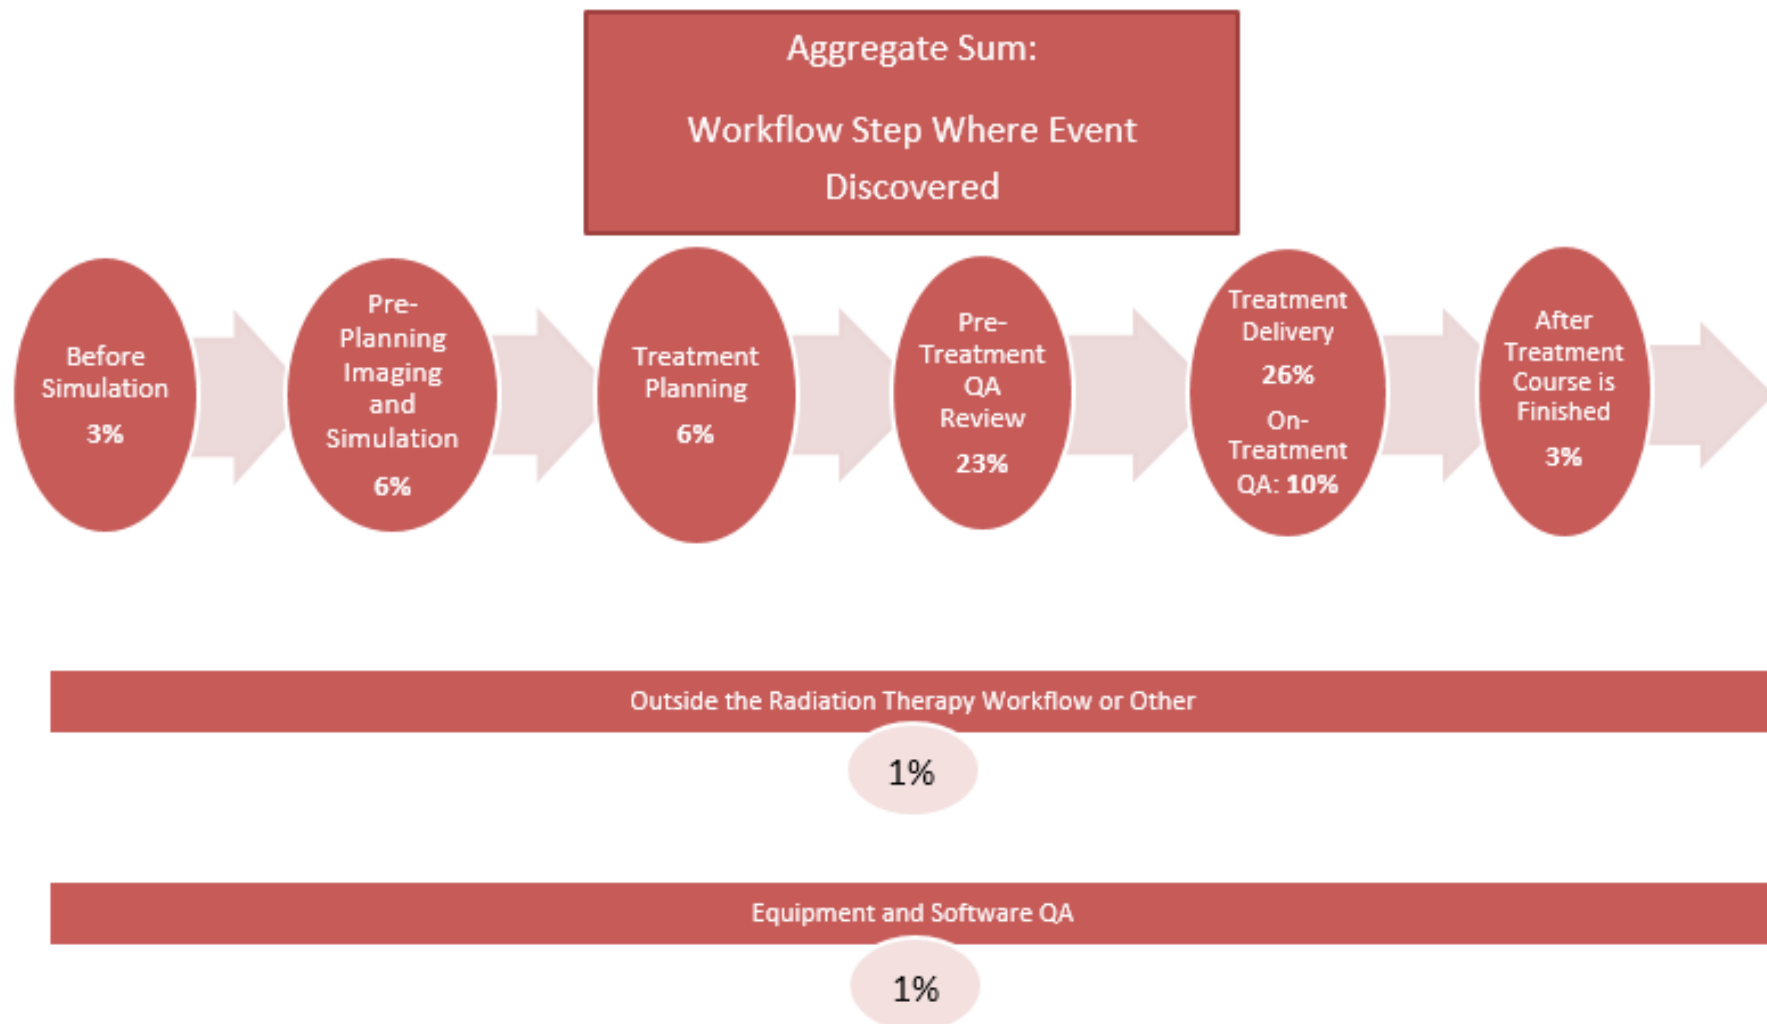 Aggregate Sum:
Workflow Step Where Event
Discovered
Before
Simulation
3%
Pre-
Planning
Imaging
and
Simulation
6%
Treatment
Planning
6%
Pre-
Treatment
QA
Review
23%
Treatment
Delivery
26%
On-
Treatment
QA: 10%
After
Treatment
Course is
Finished
3%
Outside the Radiation Therapy Workflow or Other
1%
Equipment and Software QA
1%